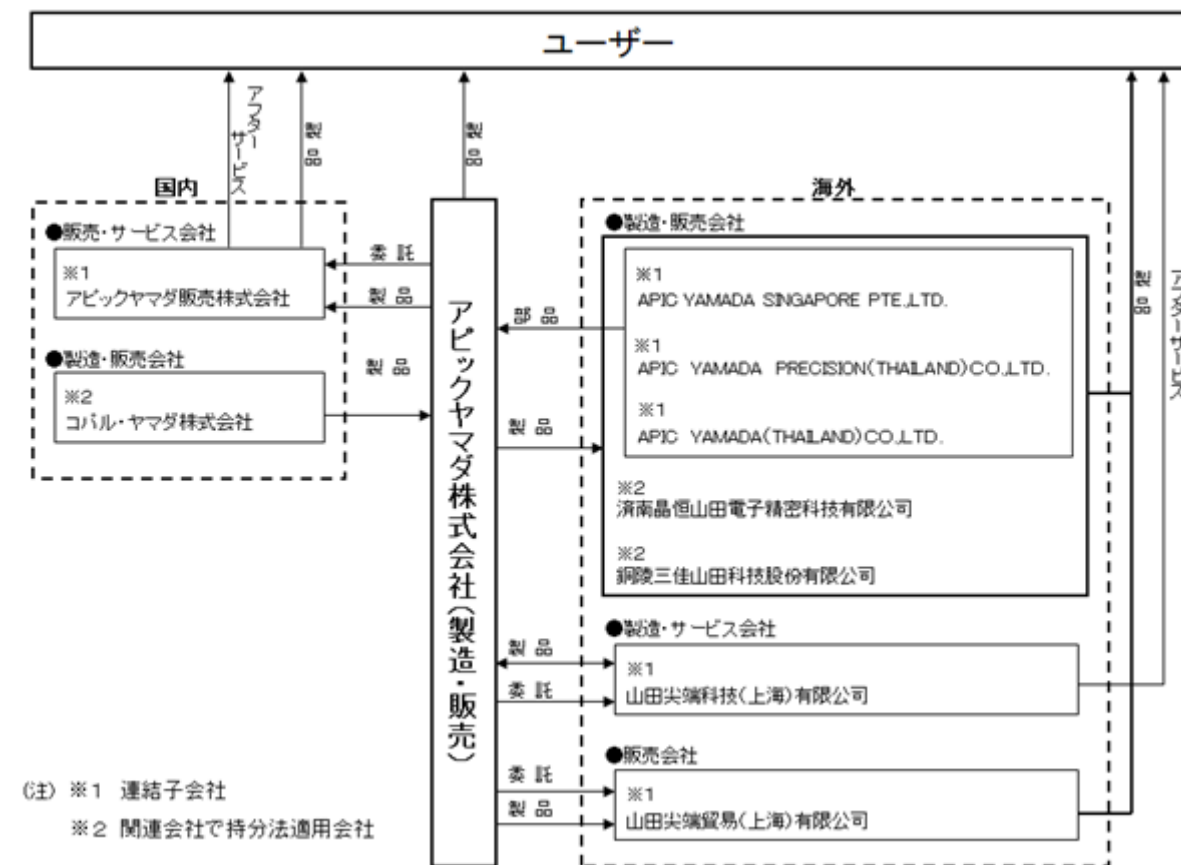 ユーザー
アフターサービス
製品
製品
製品
アフターサービス
国内
●販売・サービス会社
※1
アピックヤマダ販売株式会社
●製造・販売会社
※2
コバル・ヤマダ株式会社
委託
製品
製品
アピックヤマダ株式会社(製造・販売)
部品
製品
製品
委託
委託
製品
海外
●製造・販売会社
※1
APIC YAMADA SINGAPORE PTE.,LTD.
※1
APIC YAMADA PRECISION(THAILAND)CO.,LTD.
※1
APIC YAMADA(THAILAND)CO.,LTD.
※2
済南晶恒山田電子精密科技有限公司
※2
銅陵三佳山田科技股份有限公司
●製造・サービス会社
※1
山田尖端科技(上海)有限公司
●販売会社
※1
山田尖端貿易(上海)有限公司
(注) ※1 連結子会社
※2 関連会社で持分法適用会社